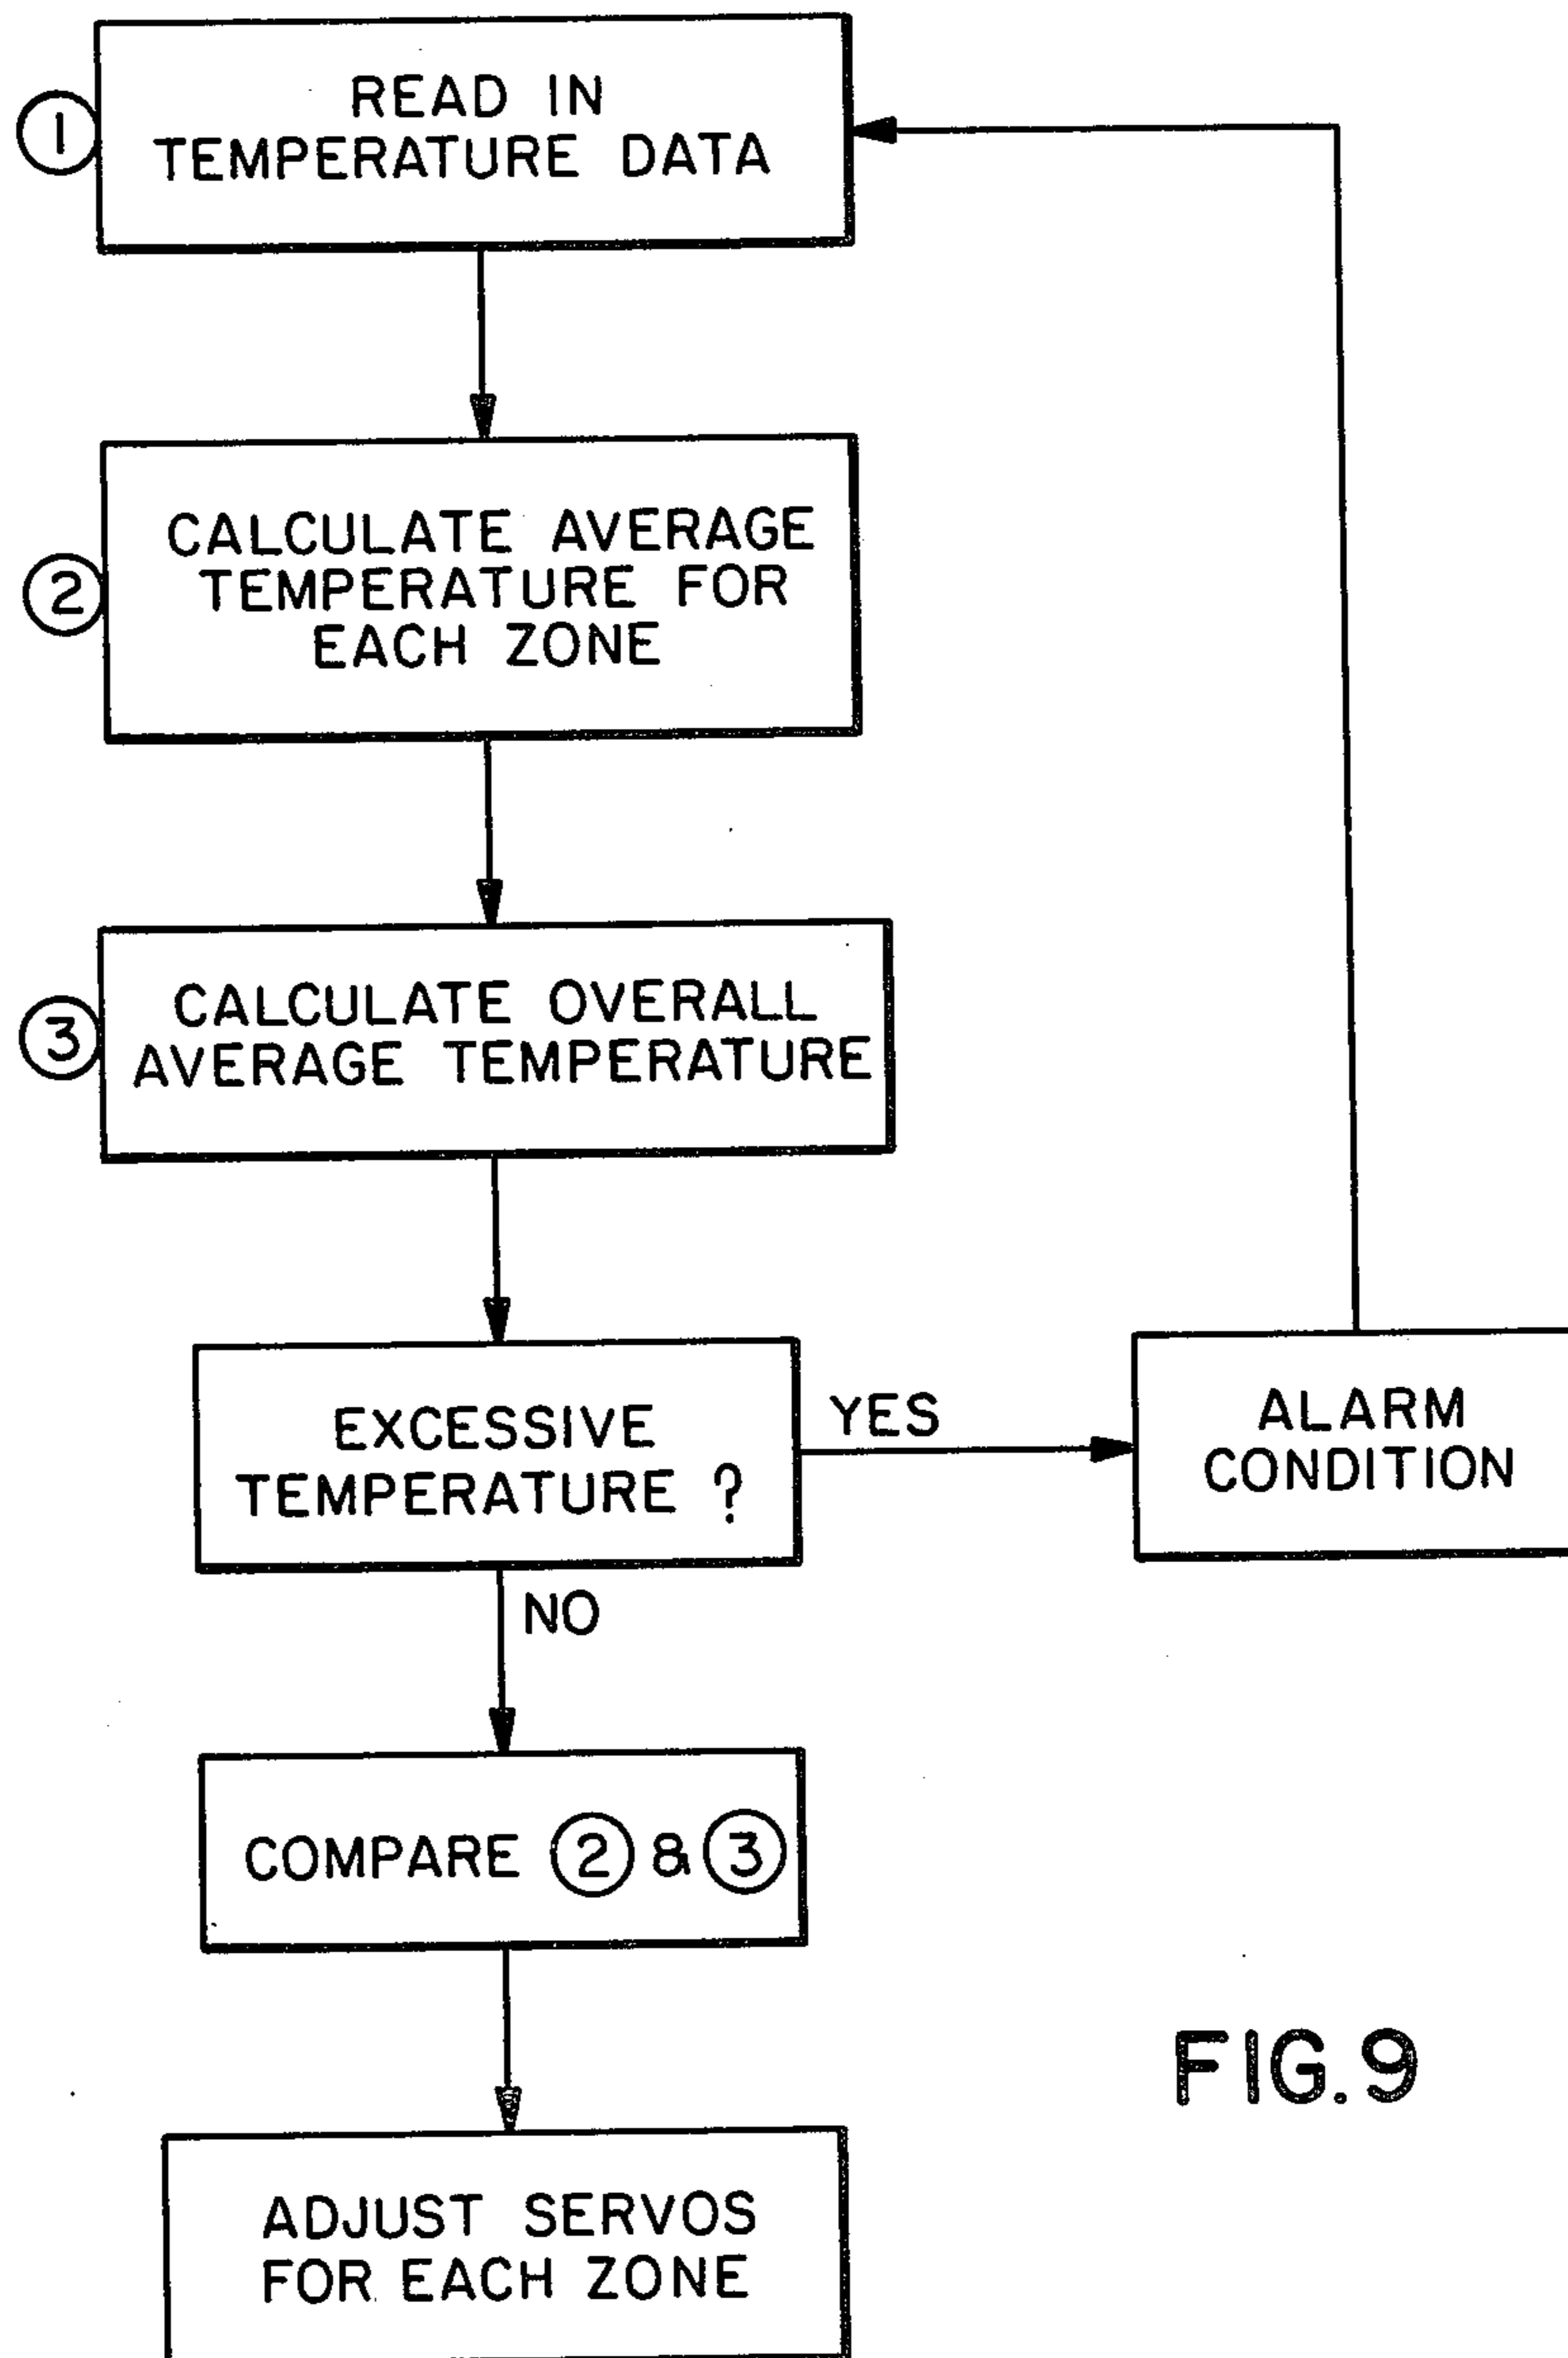 ①
READ IN
TEMPERATURE DATA
②
CALCULATE AVERAGE
TEMPERATURE FOR
EACH ZONE
③
CALCULATE OVERALL
AVERAGE TEMPERATURE
EXCESSIVE
TEMPERATURE ?
YES
ALARM
CONDITION
NO
COMPARE ② & ③
ADJUST SERVOS
FOR EACH ZONE
FIG. 9